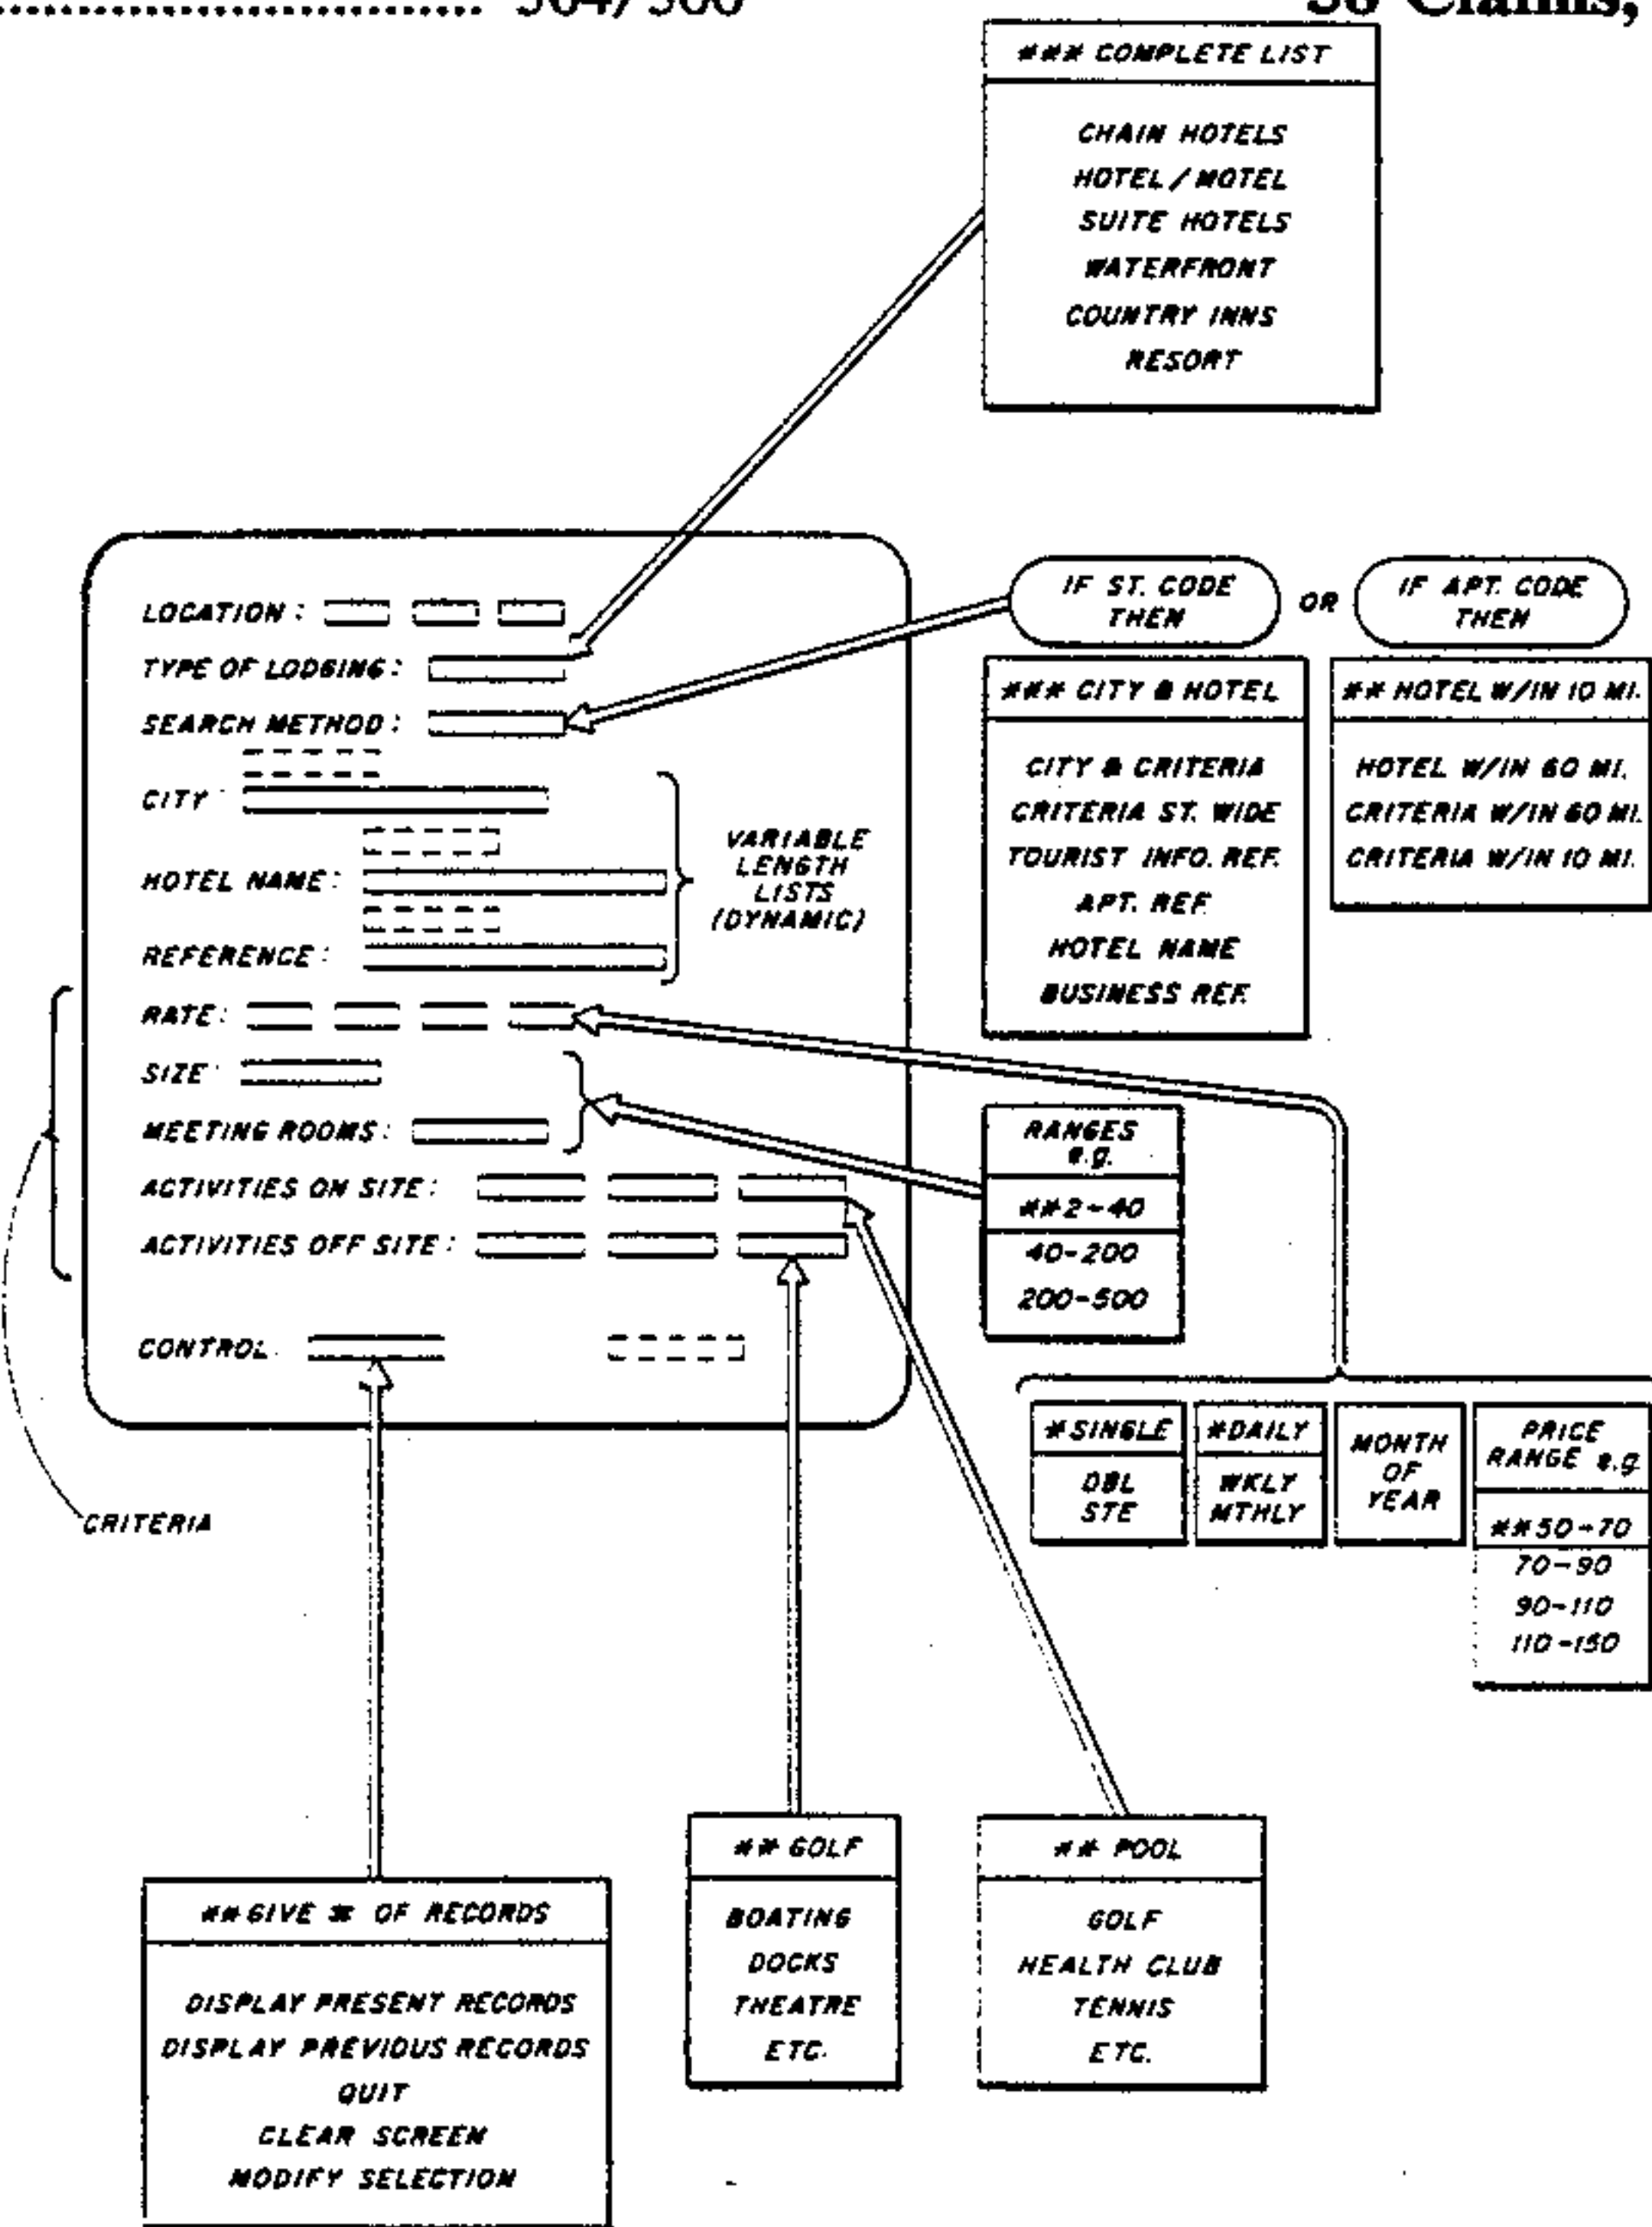 364/300
38 Claims,
### COMPLETE LIST
CHAIN HOTELS
HOTEL / MOTEL
SUITE HOTELS
WATERFRONT
COUNTRY INNS
RESORT
LOCATION :
TYPE OF LODGING :
SEARCH METHOD :
CITY
HOTEL NAME :
REFERENCE :
RATE :
SIZE
MEETING ROOMS :
ACTIVITIES ON SITE :
ACTIVITIES OFF SITE :
CONTROL
VARIABLE
LENGTH
LISTS
(DYNAMIC)
CRITERIA
IF ST. CODE
THEN
OR
IF APT. CODE
THEN
### CITY & HOTEL
CITY & CRITERIA
CRITERIA ST. WIDE
TOURIST INFO. REF.
APT. REF.
HOTEL NAME
BUSINESS REF.
## HOTEL W/IN 10 MI.
HOTEL W/IN 60 MI.
CRITERIA W/IN 60 MI.
CRITERIA W/IN 10 MI.
RANGES
e.g.
##2-40
40-200
200-500
#SINGLE
DBL
STE
#DAILY
WKLY
MTHLY
MONTH
OF
YEAR
PRICE
RANGE e.g.
##50-70
70-90
90-110
110-150
##GIVE # OF RECORDS
DISPLAY PRESENT RECORDS
DISPLAY PREVIOUS RECORDS
QUIT
CLEAR SCREEN
MODIFY SELECTION
## GOLF
BOATING
DOCKS
THEATRE
ETC.
## POOL
GOLF
HEALTH CLUB
TENNIS
ETC.